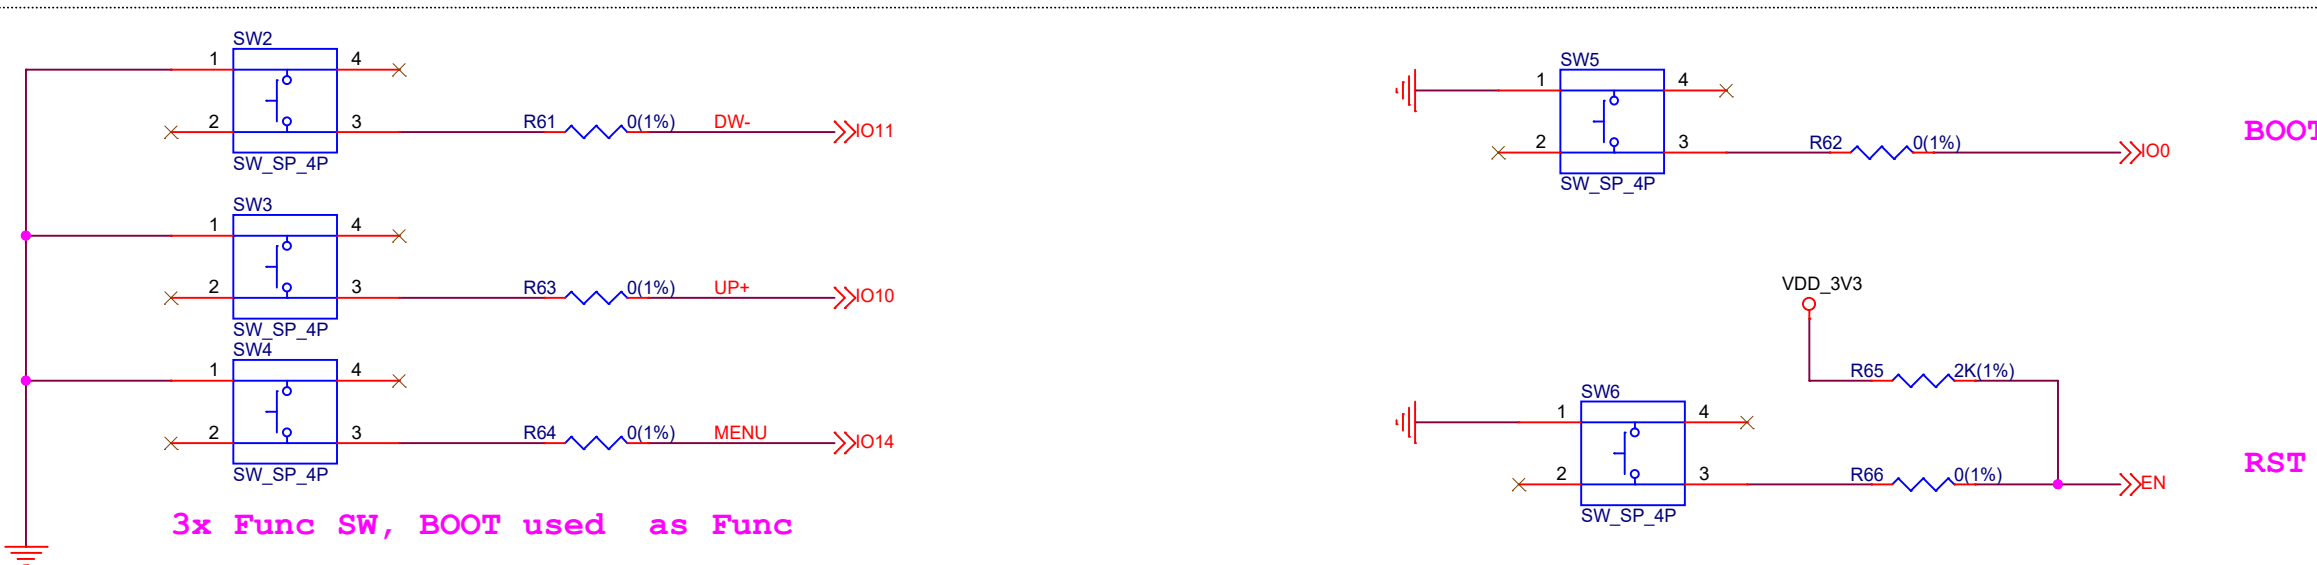 SW2
1
4
2
3
R61
0(1%)
DW-
IO11
SW_SP_4P
SW3
1
4
2
3
R63
0(1%)
UP+
IO10
SW_SP_4P
SW4
1
4
2
3
R64
0(1%)
MENU
IO14
SW_SP_4P
3x Func SW, BOOT used as Func
SW5
1
4
2
3
R62
0(1%)
IO0
SW_SP_4P
BOOT
VDD_3V3
R65
2K(1%)
SW6
1
4
2
3
R66
0(1%)
EN
SW_SP_4P
RST